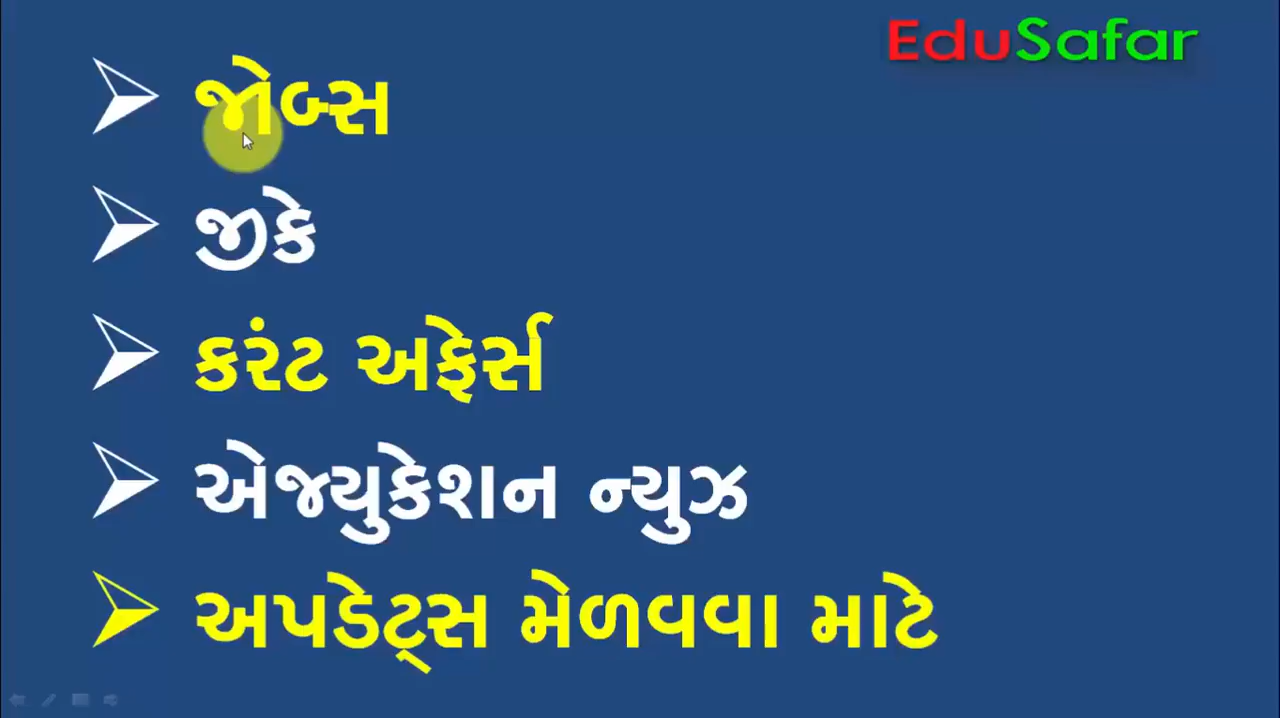 EduSafar
જોબ્સ
જીકે
કરંટ અફેર્સ
એજ્યુકેશન ન્યુઝ
અપડેટ્સ મેળવવા માટે